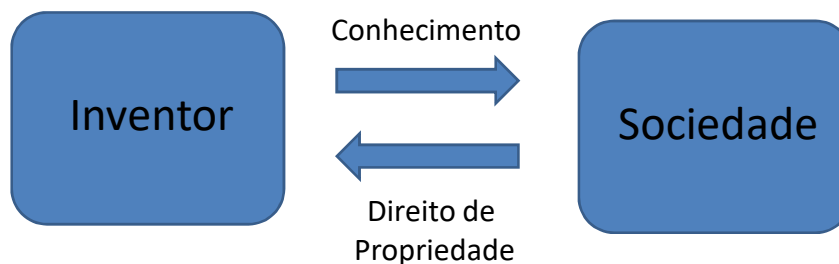 Conhecimento
Inventor
Sociedade
Direito de
Propriedade